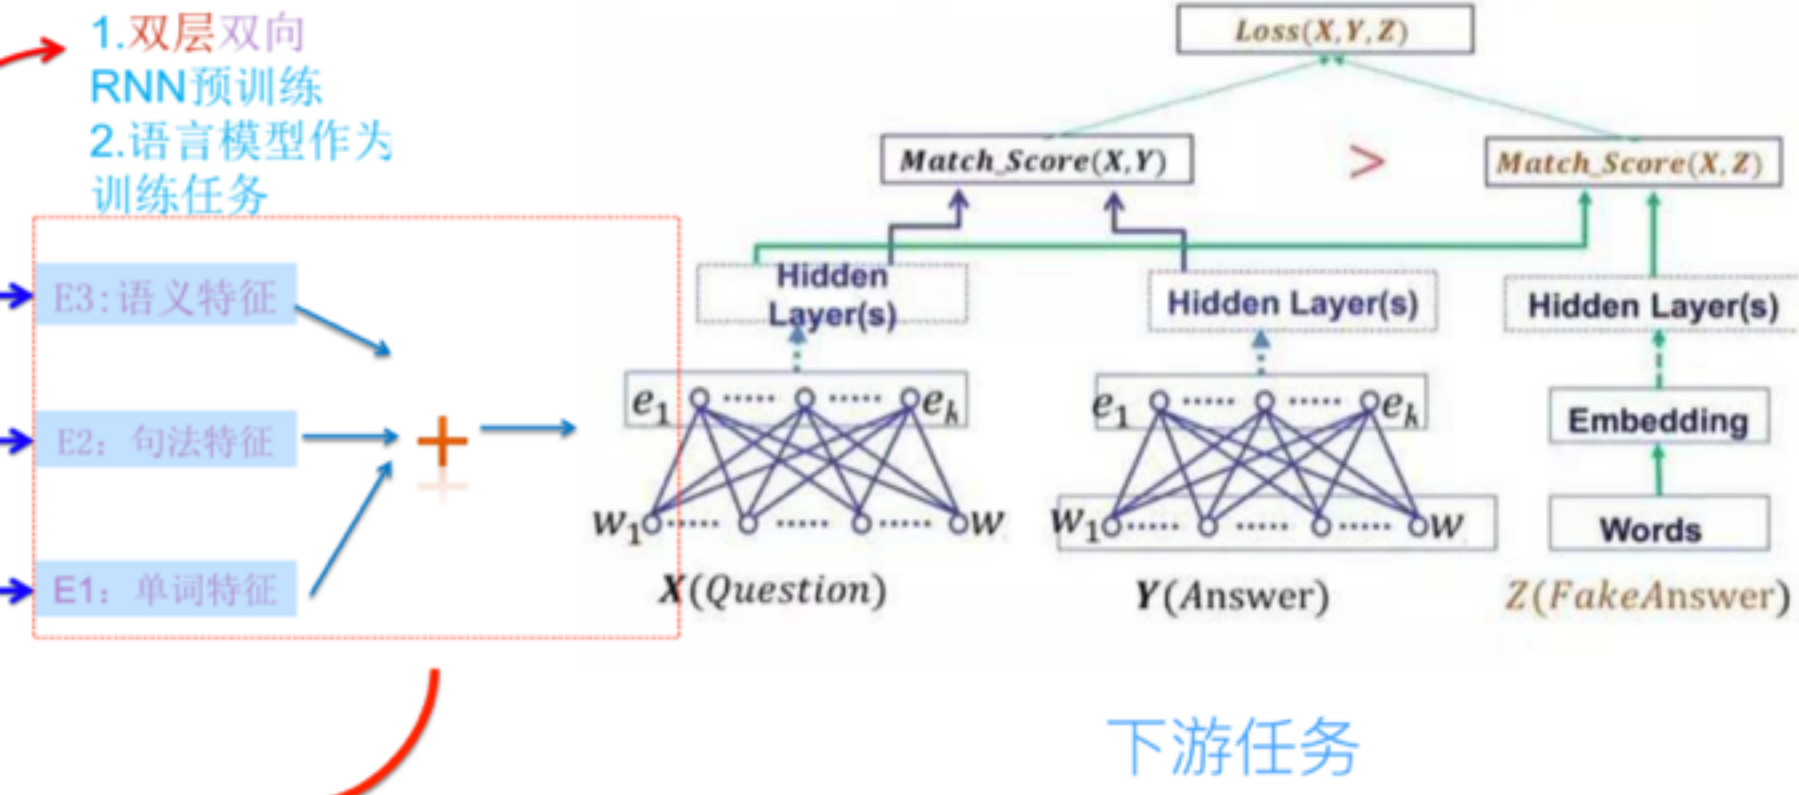 1.双层双向
RNN预训练
2.语言模型作为
训练任务
E3:语义特征
E2：句法特征
E1：单词特征
+
Loss(X,Y,Z)
Match_Score(X,Y)
>
Match_Score(X,Z)
Hidden
Layer(s)
Hidden Layer(s)
Hidden Layer(s)
e1 ····· ····· ek
e1 ····· ····· ek
Embedding
w1 ····· ····· ····· w
w1 ····· ····· ····· w
Words
X(Question)
Y(Answer)
Z(FakeAnswer)
下游任务